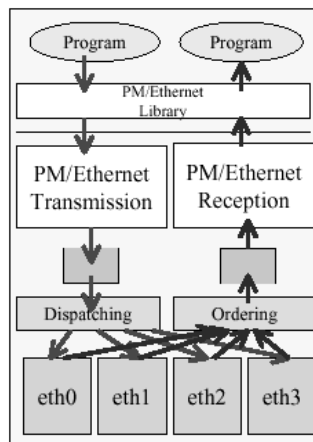 Program Program
PM/Ethernet
Library
PM/Ethernet
Transmission
PM/Ethernet
Reception
Dispatching Ordering
eth0 eth1 eth2 eth3